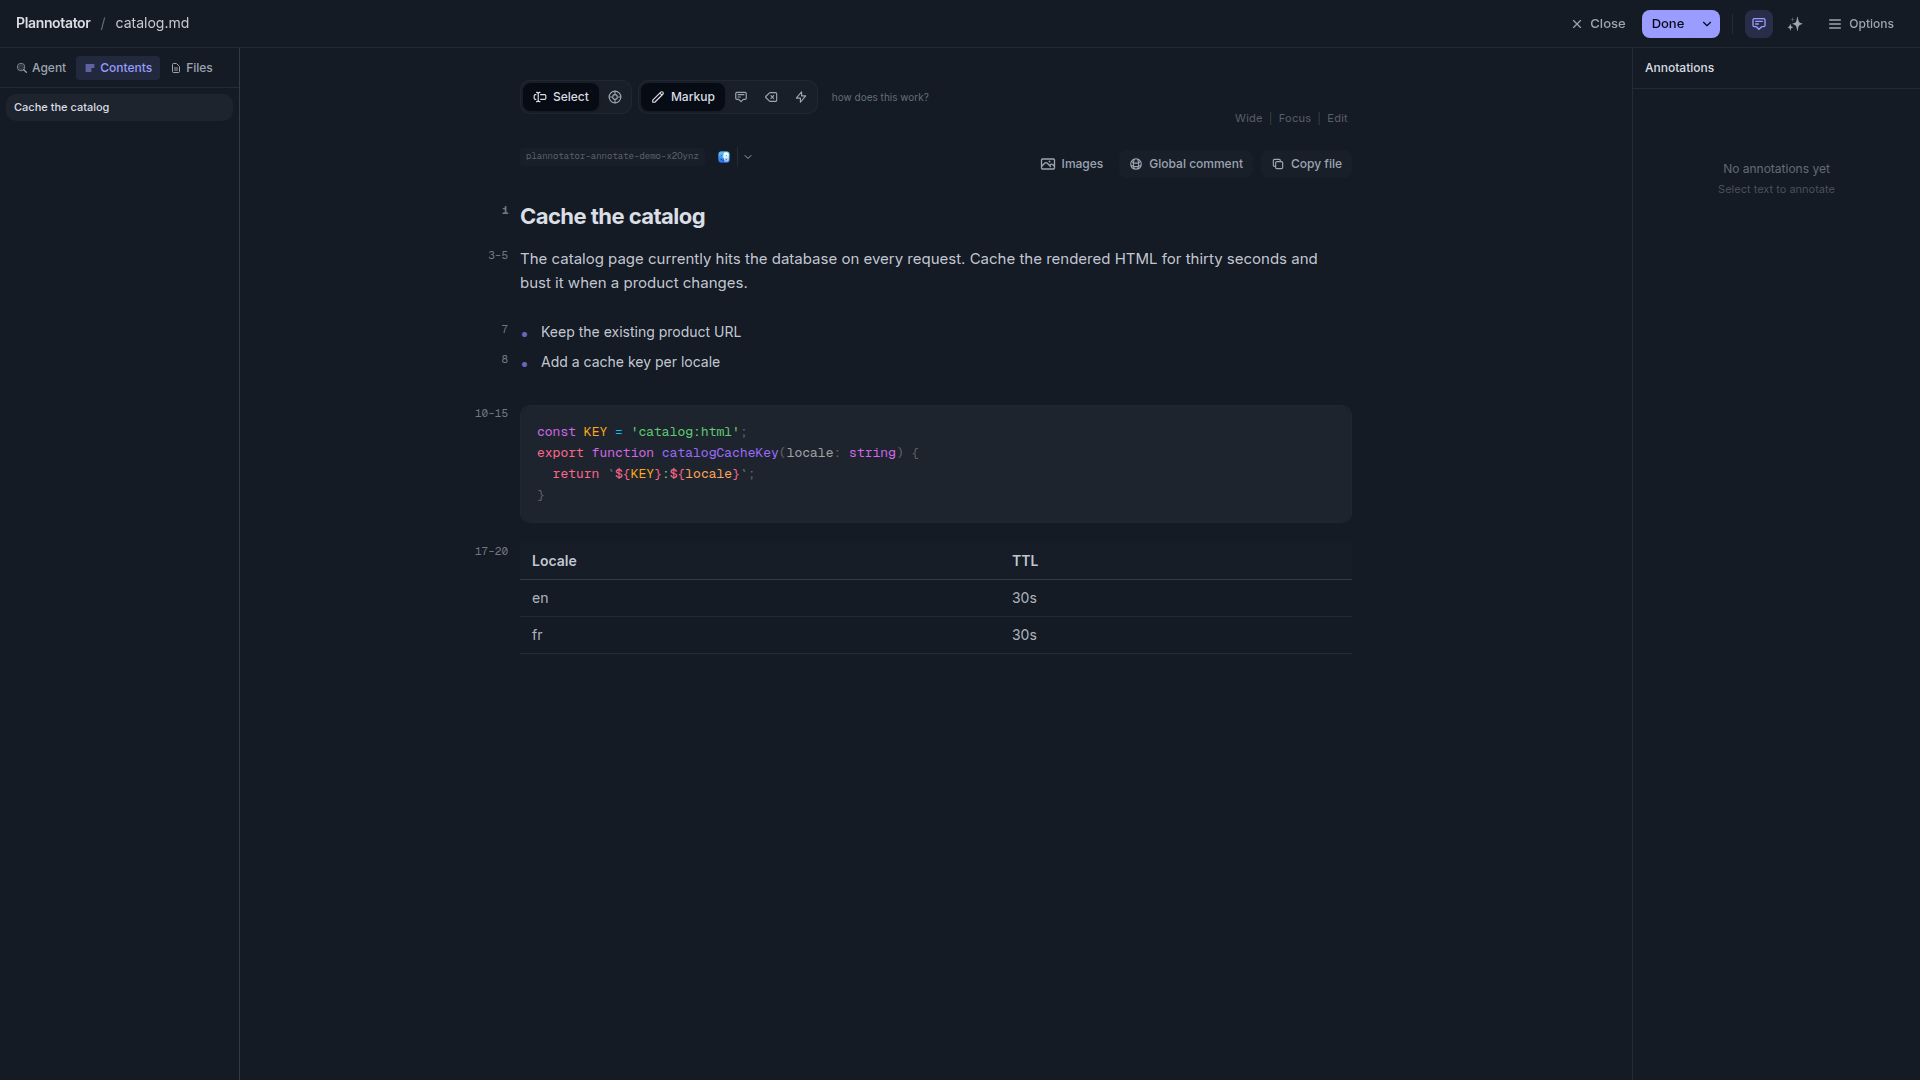 Plannotator / catalog.md
Close
Done
Options
Agent
Contents
Files
Cache the catalog
Select
Markup
how does this work?
Wide | Focus | Edit
plannotator-annotate-demo-x20ynz
Images
Global comment
Copy file
1
Cache the catalog
3-5
The catalog page currently hits the database on every request. Cache the rendered HTML for thirty seconds and
bust it when a product changes.
7
Keep the existing product URL
8
Add a cache key per locale
10-15
const KEY = 'catalog:html';
export function catalogCacheKey(locale: string) {
  return `${KEY}:${locale}`;
}
17-20
Locale TTL
en 30s
fr 30s
Annotations
No annotations yet
Select text to annotate